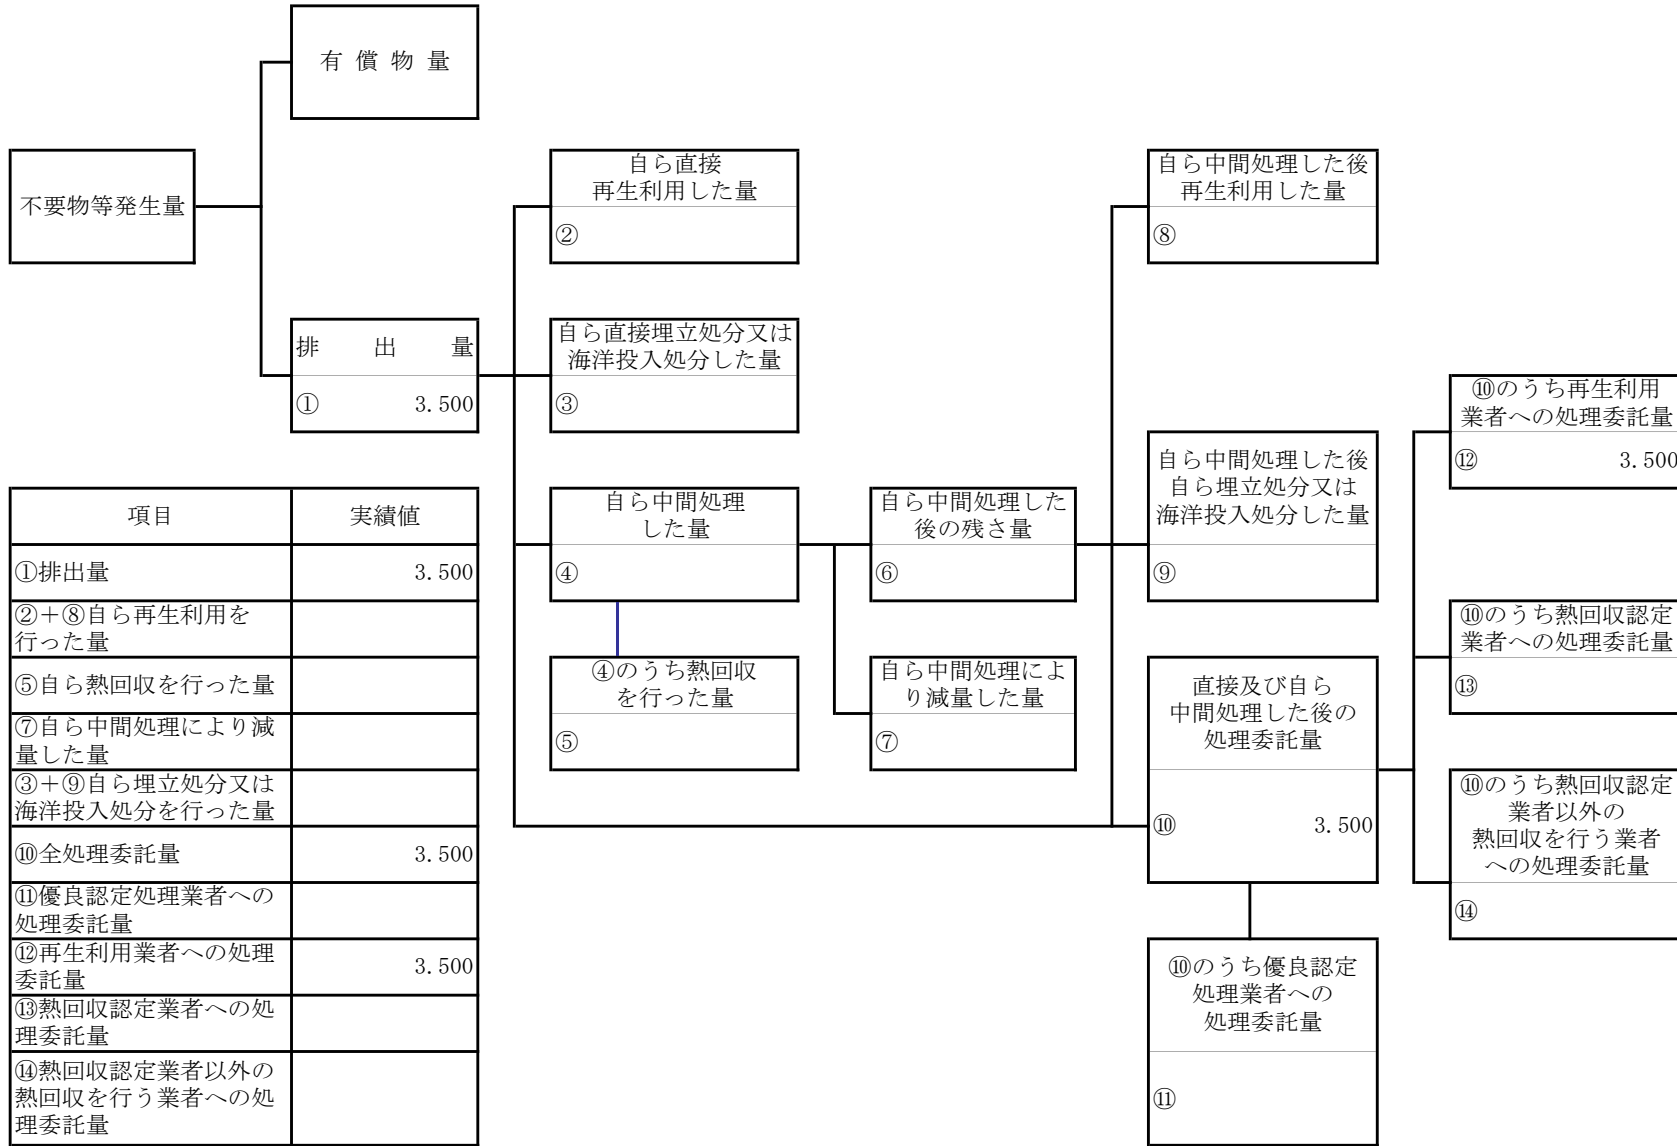 有償物量
不要物等発生量
排出量
① 3.500
自ら直接
再生利用した量
②
自ら直接埋立処分又は
海洋投入処分した量
③
自ら中間処理
した量
④
④のうち熱回収
を行った量
⑤
自ら中間処理した
後の残さ量
⑥
自ら中間処理によ
り減量した量
⑦
自ら中間処理した後
再生利用した量
⑧
自ら中間処理した後
自ら埋立処分又は
海洋投入処分した量
⑨
直接及び自ら
中間処理した後の
処理委託量
⑩ 3.500
⑩のうち優良認定
処理業者への
処理委託量
⑪
⑩のうち再生利用
業者への処理委託量
⑫ 3.500
⑩のうち熱回収認定
業者への処理委託量
⑬
⑩のうち熱回収認定
業者以外の
熱回収を行う業者
への処理委託量
⑭
項目 実績値
①排出量 3.500
②+⑧自ら再生利用を
行った量
⑤自ら熱回収を行った量
⑦自ら中間処理により減
量した量
③+⑨自ら埋立処分又は
海洋投入処分を行った量
⑩全処理委託量 3.500
⑪優良認定処理業者への
処理委託量
⑫再生利用業者への処理
委託量 3.500
⑬熱回収認定業者への処
理委託量
⑭熱回収認定業者以外の
熱回収を行う業者への処
理委託量